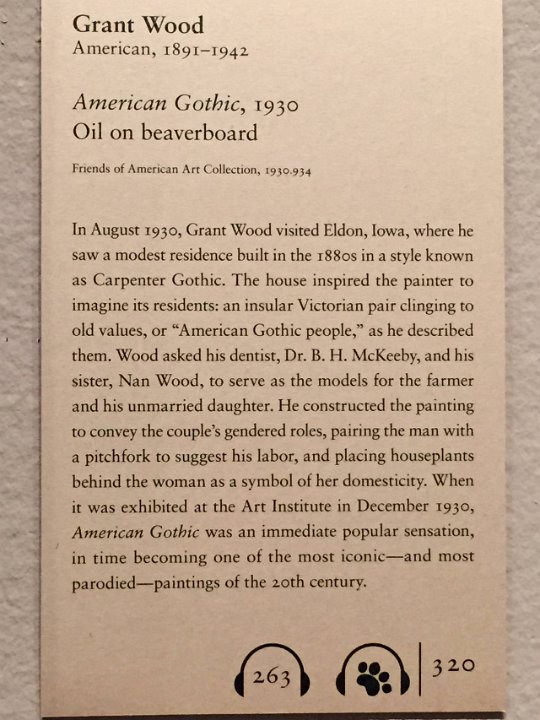 Grant Wood
American, 1891–1942
American Gothic, 1930
Oil on beaverboard
Friends of American Art Collection, 1930.934
In August 1930, Grant Wood visited Eldon, Iowa, where he
saw a modest residence built in the 1880s in a style known
as Carpenter Gothic. The house inspired the painter to
imagine its residents: an insular Victorian pair clinging to
old values, or “American Gothic people,” as he described
them. Wood asked his dentist, Dr. B. H. McKeeby, and his
sister, Nan Wood, to serve as the models for the farmer
and his unmarried daughter. He constructed the painting
to convey the couple’s gendered roles, pairing the man with
a pitchfork to suggest his labor, and placing houseplants
behind the woman as a symbol of her domesticity. When
it was exhibited at the Art Institute in December 1930,
American Gothic was an immediate popular sensation,
in time becoming one of the most iconic—and most
parodied—paintings of the 20th century.
263 320